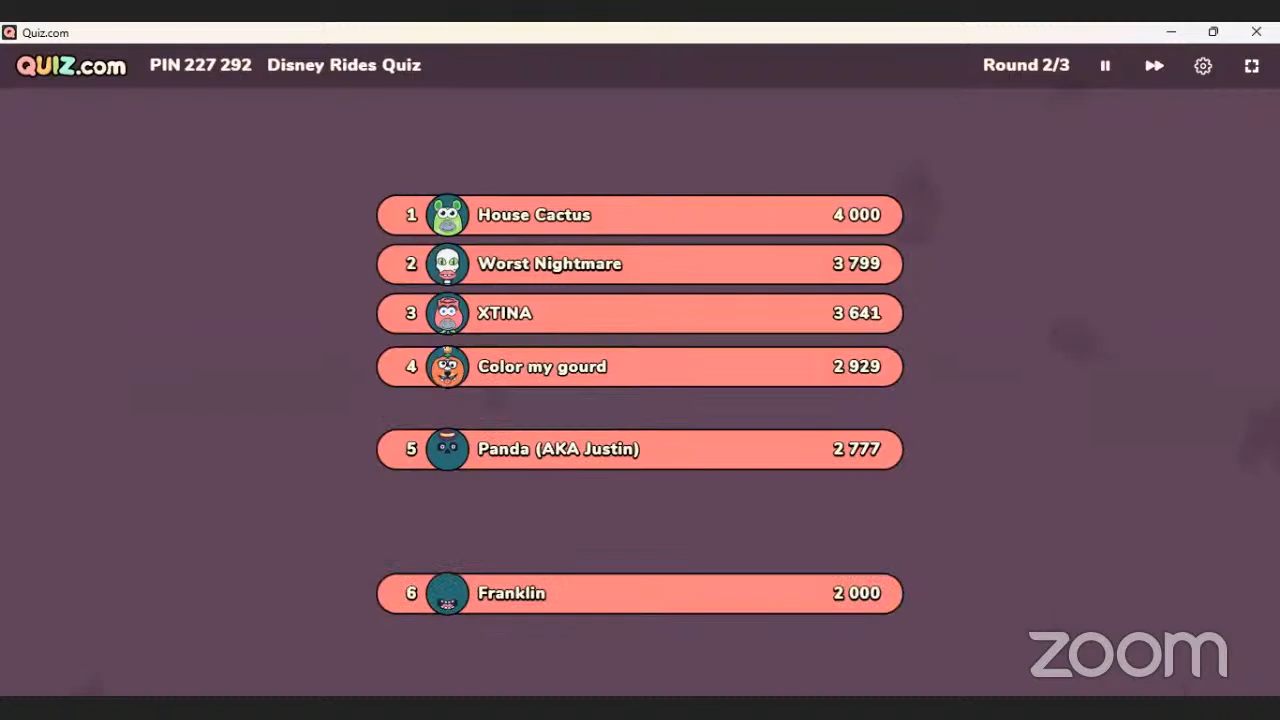 Quiz.com
QUIZ.com PIN 227 292 Disney Rides Quiz Round 2/3
1 House Cactus 4 000
2 Worst Nightmare 3 799
3 XTINA 3 641
4 Color my gourd 2 929
5 Panda (AKA Justin) 2 777
6 Franklin 2 000
zoom